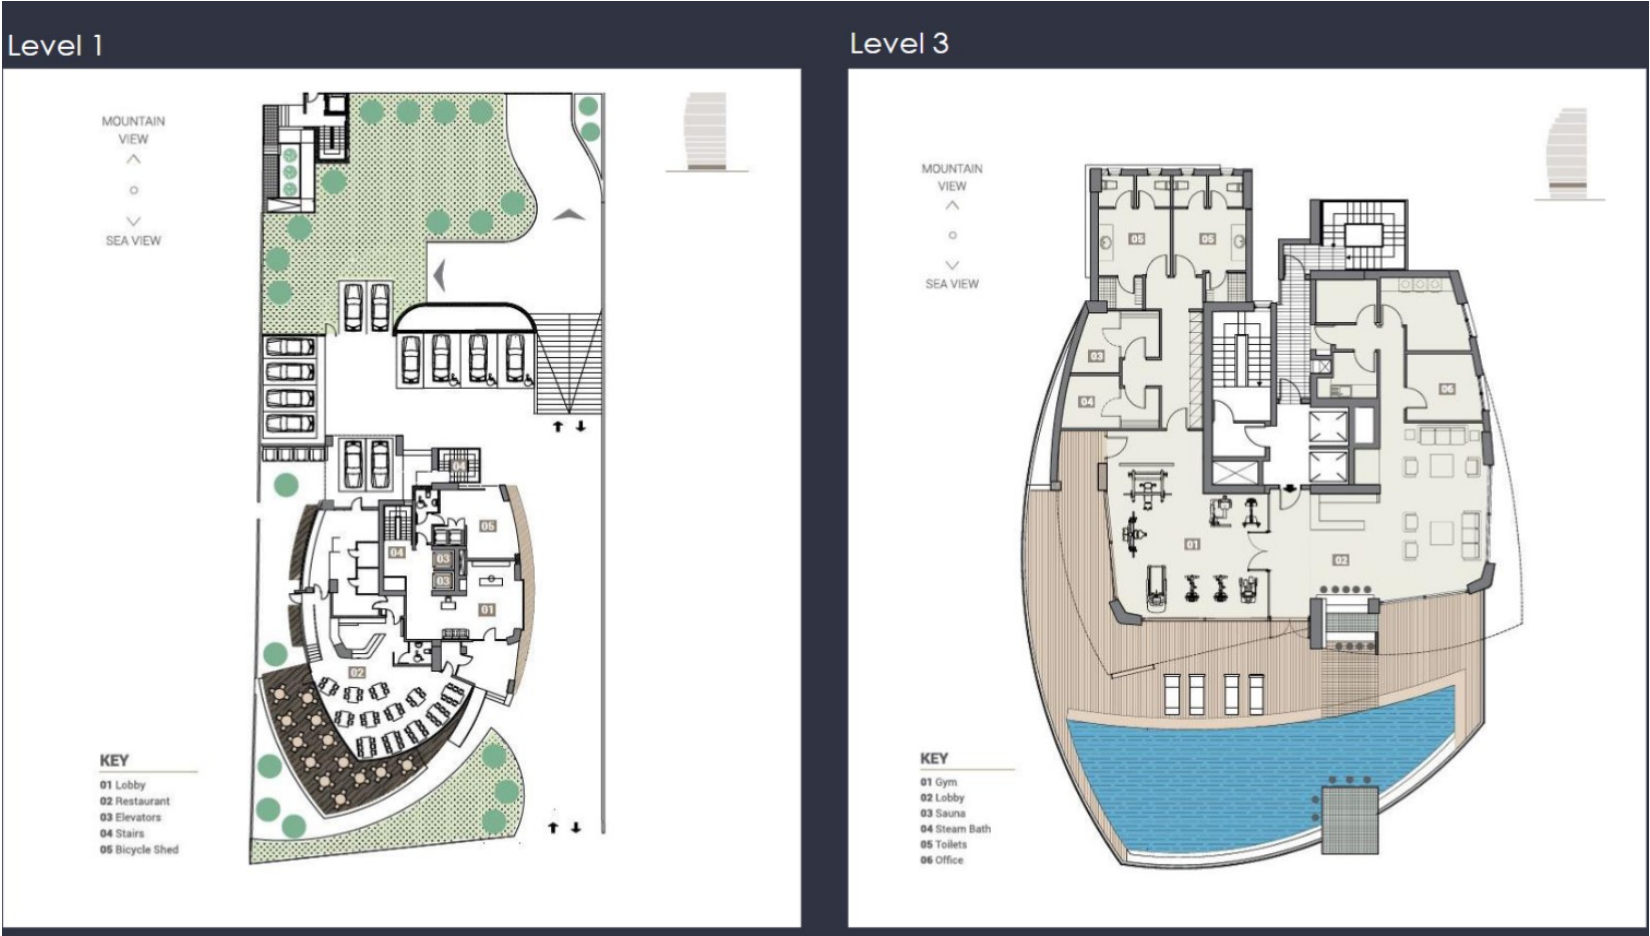 Level 1
MOUNTAIN
VIEW
SEA VIEW
04
05
04
03
03
01
02
KEY
01 Lobby
02 Restaurant
03 Elevators
04 Stairs
05 Bicycle Shed
Level 3
MOUNTAIN
VIEW
SEA VIEW
05
05
03
04
06
01
02
KEY
01 Gym
02 Lobby
03 Sauna
04 Steam Bath
05 Toilets
06 Office